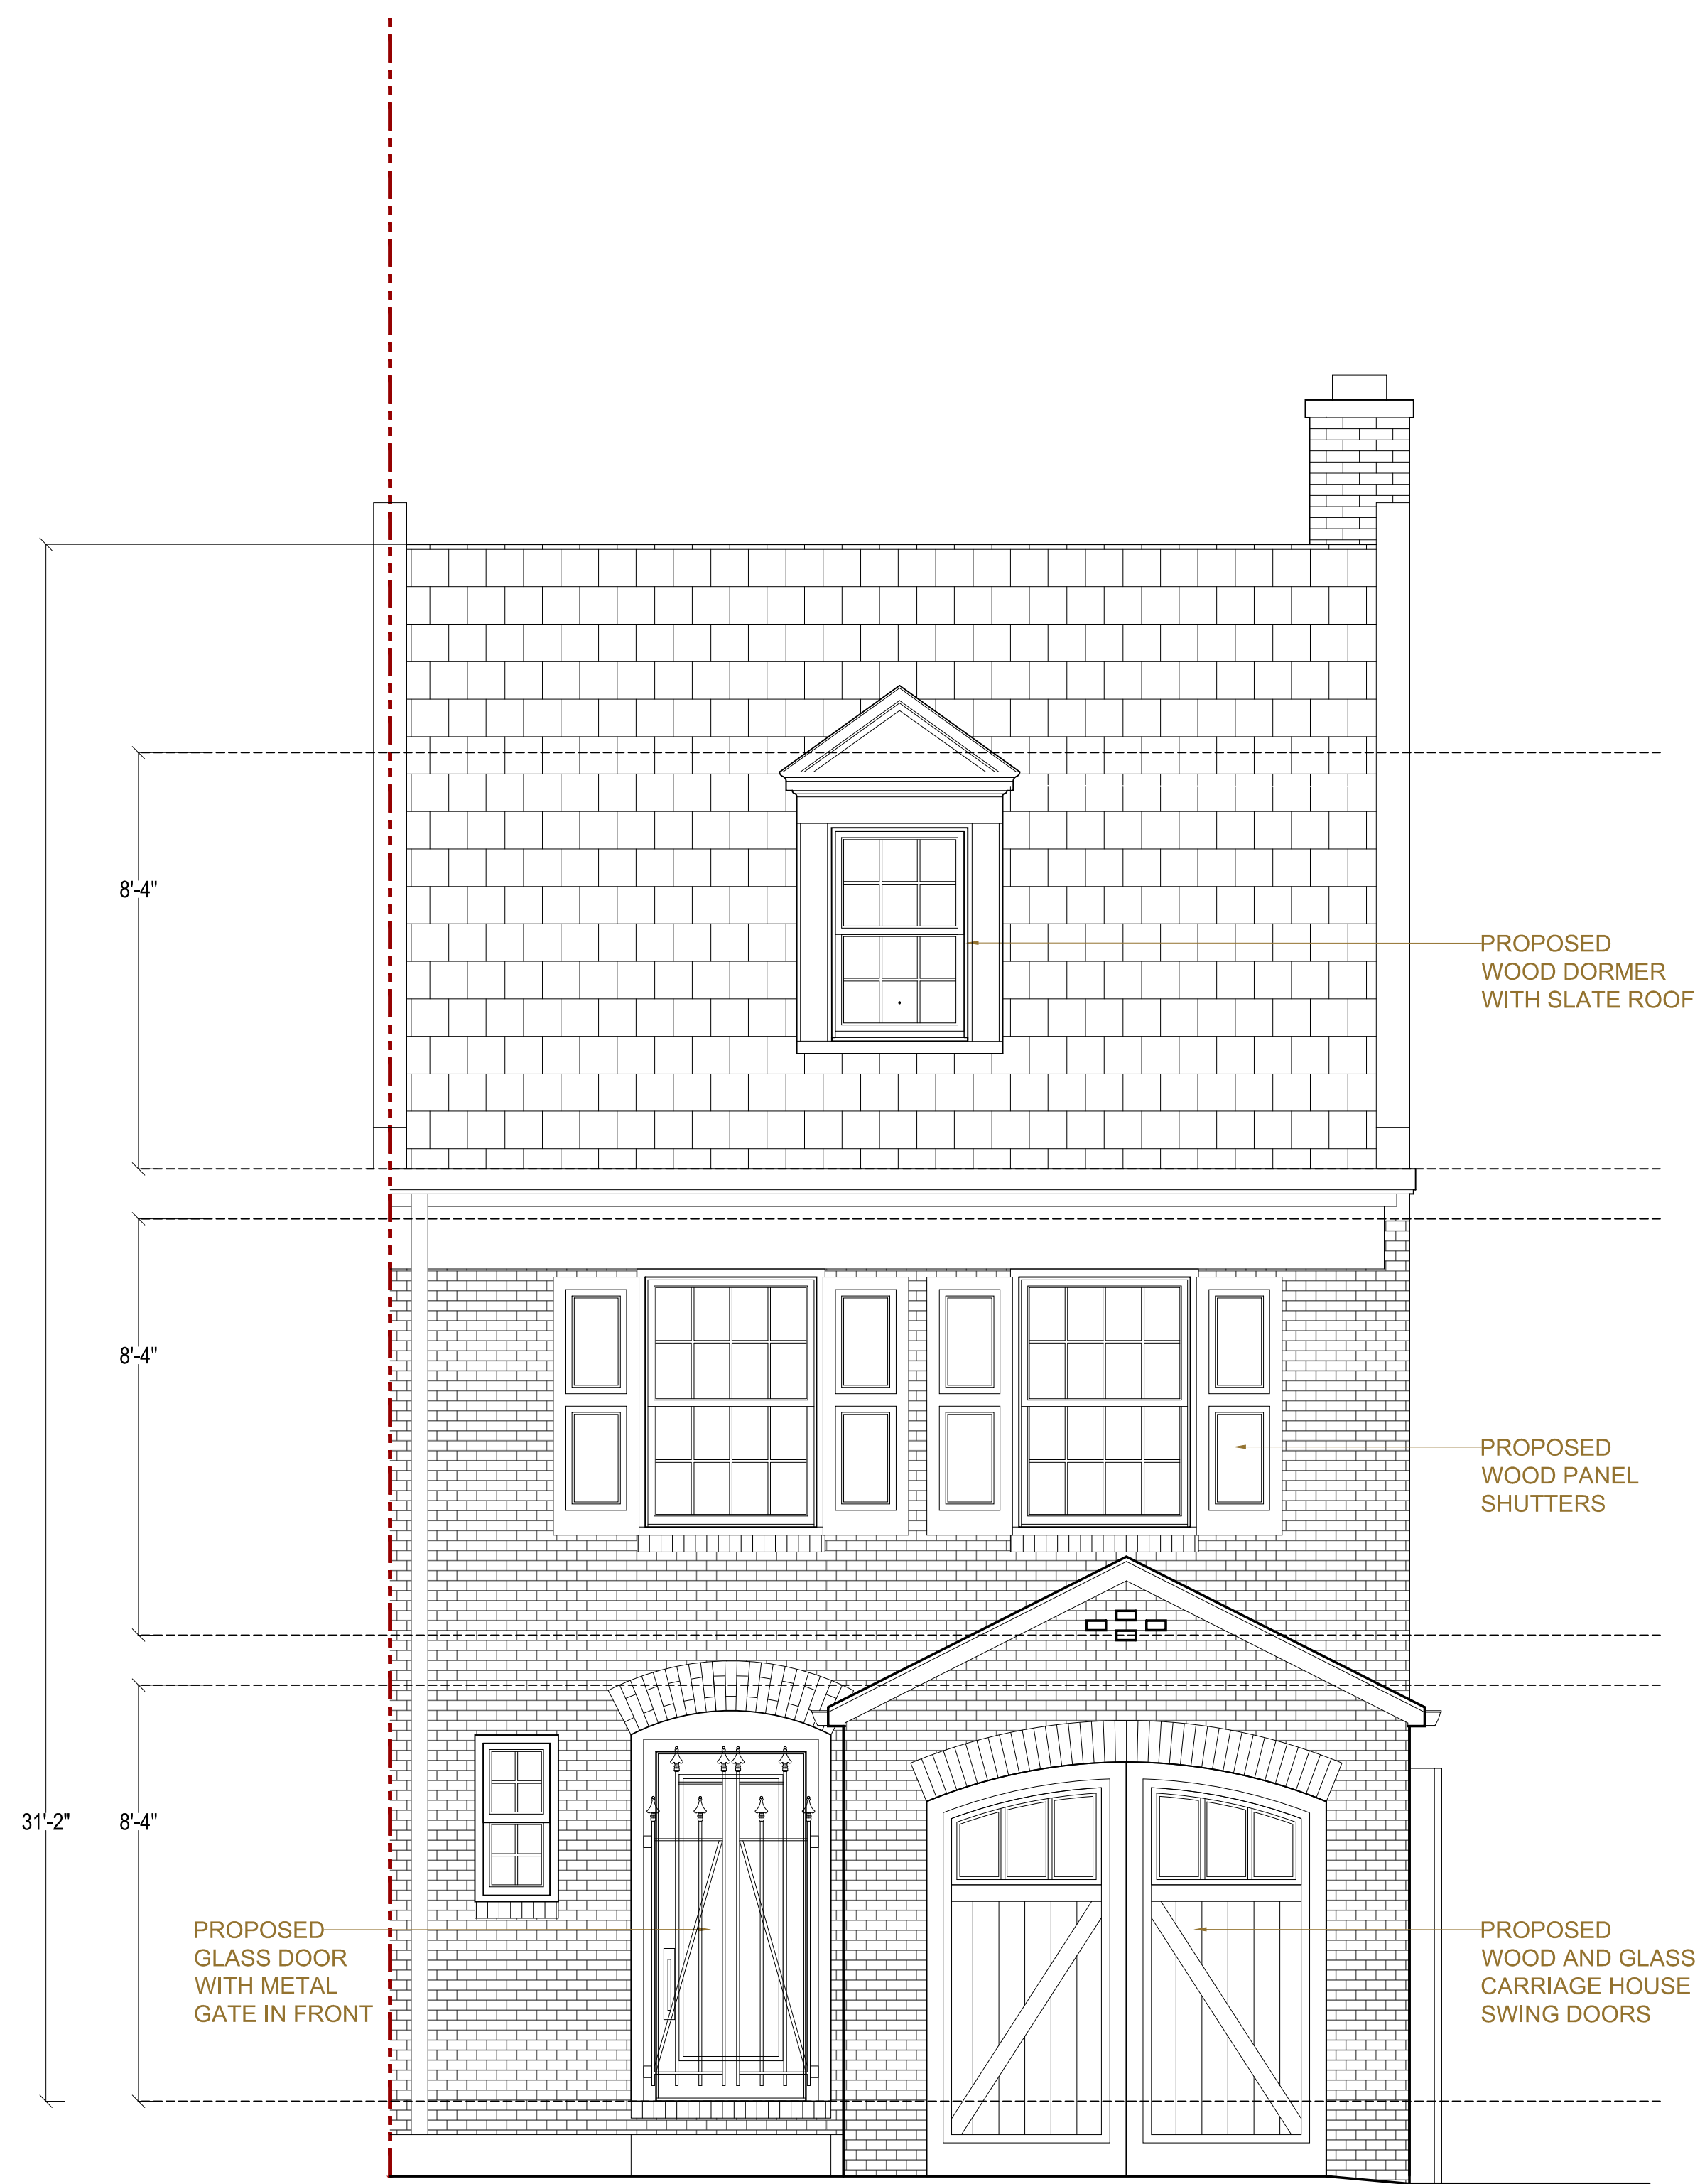 8'-4"
PROPOSED
WOOD DORMER
WITH SLATE ROOF
8'-4"
PROPOSED
WOOD PANEL
SHUTTERS
31'-2"
8'-4"
PROPOSED
GLASS DOOR
WITH METAL
GATE IN FRONT
PROPOSED
WOOD AND GLASS
CARRIAGE HOUSE
SWING DOORS